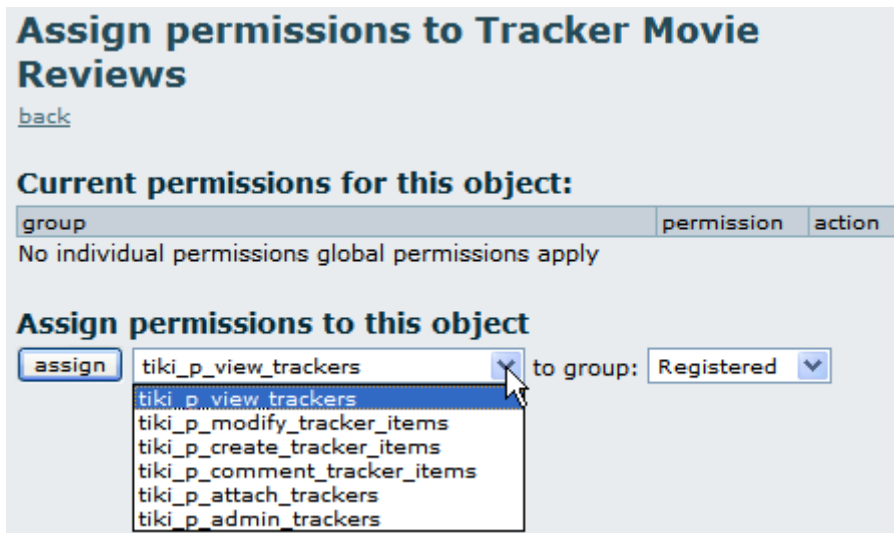 Assign permissions to Tracker Movie
Reviews
back
Current permissions for this object:
group permission action
No individual permissions global permissions apply
Assign permissions to this object
assign tiki_p_view_trackers to group: Registered
tiki_p_view_trackers
tiki_p_modify_tracker_items
tiki_p_create_tracker_items
tiki_p_comment_tracker_items
tiki_p_attach_trackers
tiki_p_admin_trackers